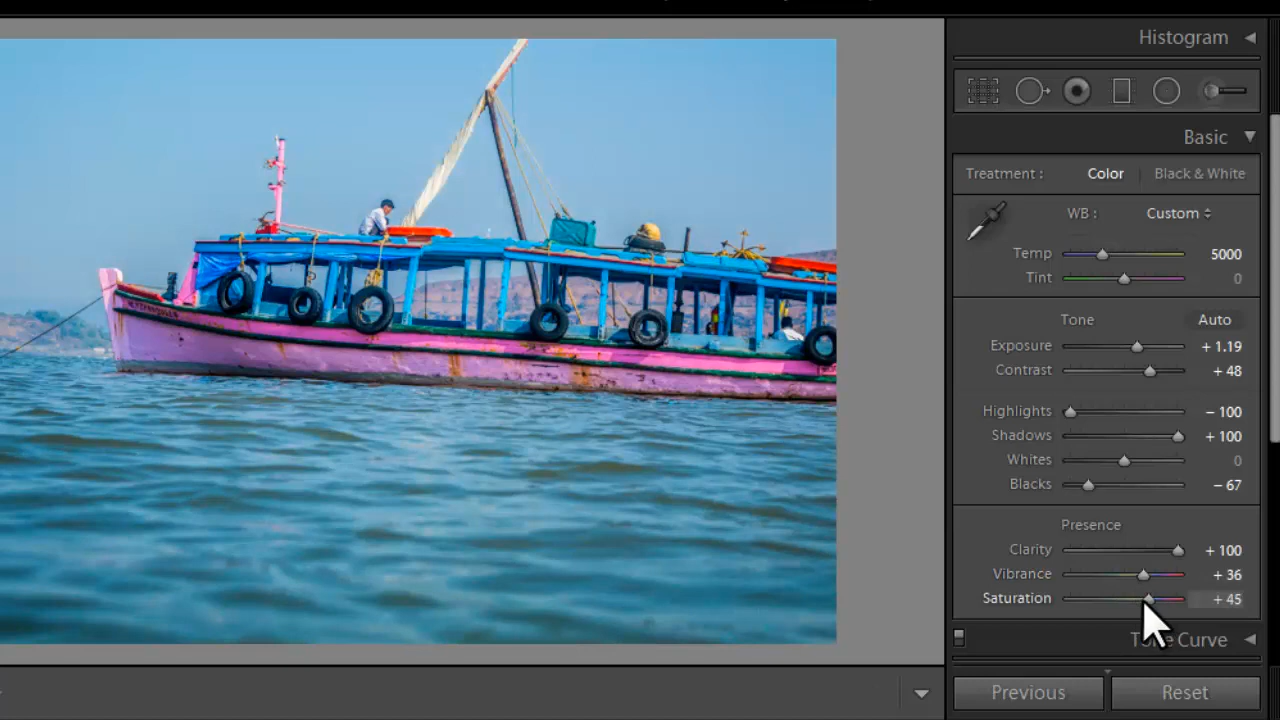 Histogram
Basic
Treatment : Color Black & White
WB : Custom
Temp 5000
Tint 0
Tone Auto
Exposure + 1.19
Contrast + 48
Highlights − 100
Shadows + 100
Whites 0
Blacks − 67
Presence
Clarity + 100
Vibrance + 36
Saturation + 45
Tone Curve
Previous Reset